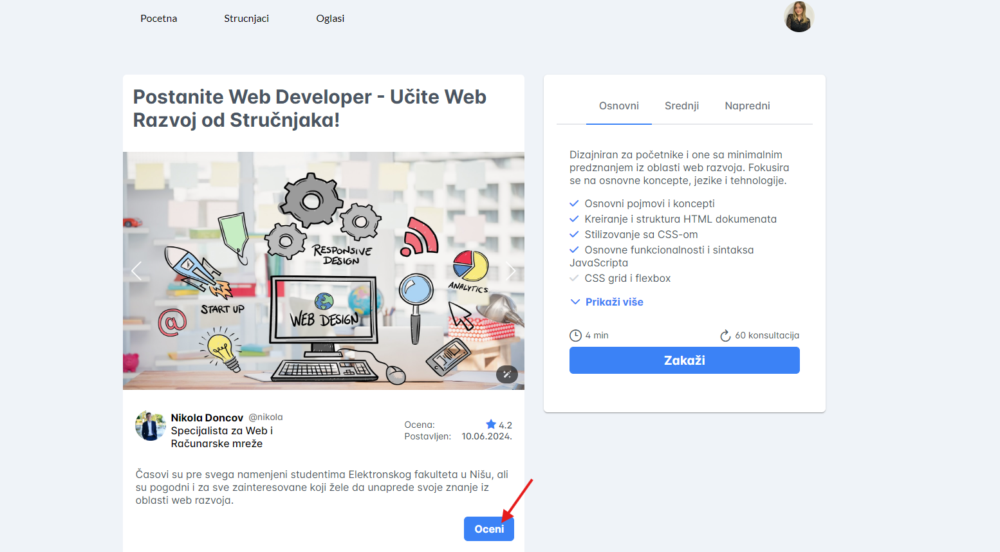 Pocetna Strucnjaci Oglasi
Postanite Web Developer - Učite Web
Razvoj od Stručnjaka!
RESPONSIVE
DESIGN
ANALYTICS
START UP
WEB DESIGN
@
Nikola Doncov @nikola
Specijalista za Web i
Računarske mreže
Ocena: 4.2
Postavljen: 10.06.2024.
Časovi su pre svega namenjeni studentima Elektronskog fakulteta u Nišu, ali
su pogodni i za sve zainteresovane koji žele da unaprede svoje znanje iz
oblasti web razvoja.
Oceni
Osnovni Srednji Napredni
Dizajniran za početnike i one sa minimalnim
predznanjem iz oblasti web razvoja. Fokusira
se na osnovne koncepte, jezike i tehnologije.
Osnovni pojmovi i koncepti
Kreiranje i struktura HTML dokumenata
Stilizovanje sa CSS-om
Osnovne funkcionalnosti i sintaksa
JavaScripta
CSS grid i flexbox
Prikaži više
4 min 60 konsultacija
Zakaži